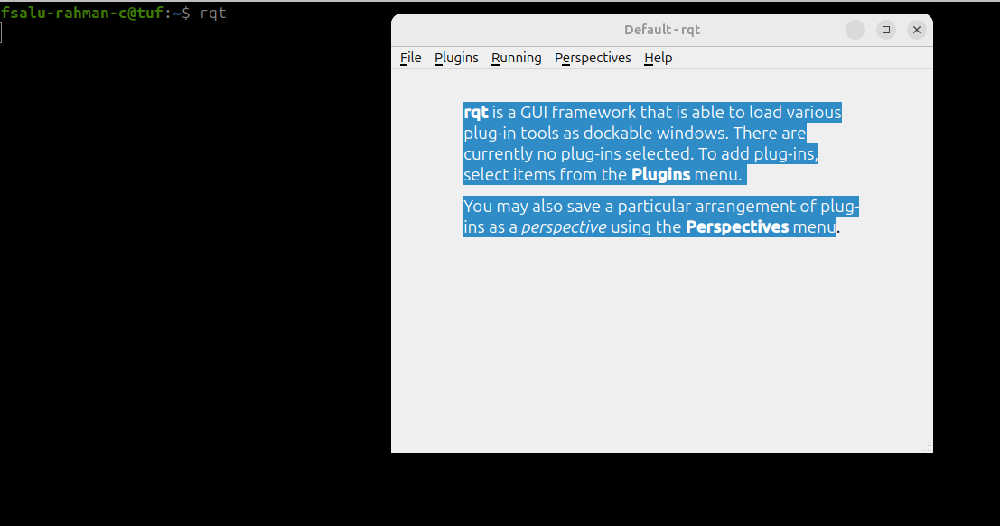 fsalu-rahman-c@tuf:~$ rqt
Default - rqt
File Plugins Running Perspectives Help
rqt is a GUI framework that is able to load various
plug-in tools as dockable windows. There are
currently no plug-ins selected. To add plug-ins,
select items from the Plugins menu.
You may also save a particular arrangement of plug-
ins as a perspective using the Perspectives menu.